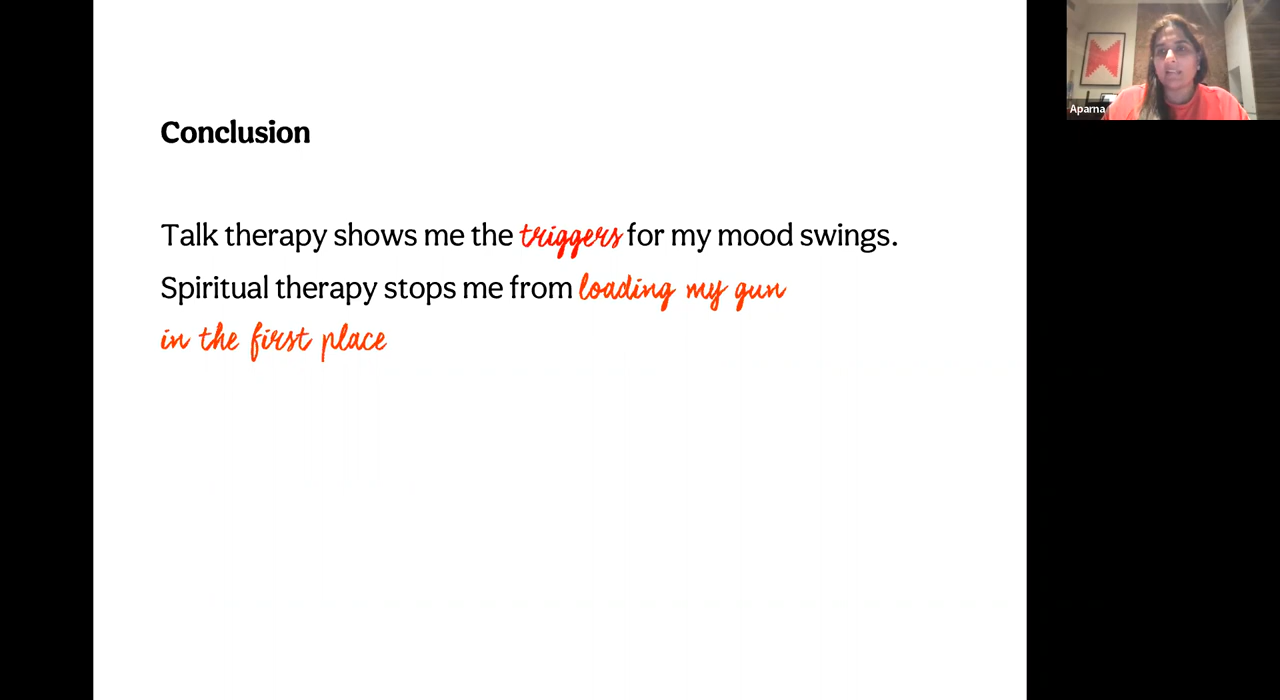 Conclusion
Talk therapy shows me the triggers for my mood swings.
Spiritual therapy stops me from loading my gun
in the first place
Aparna